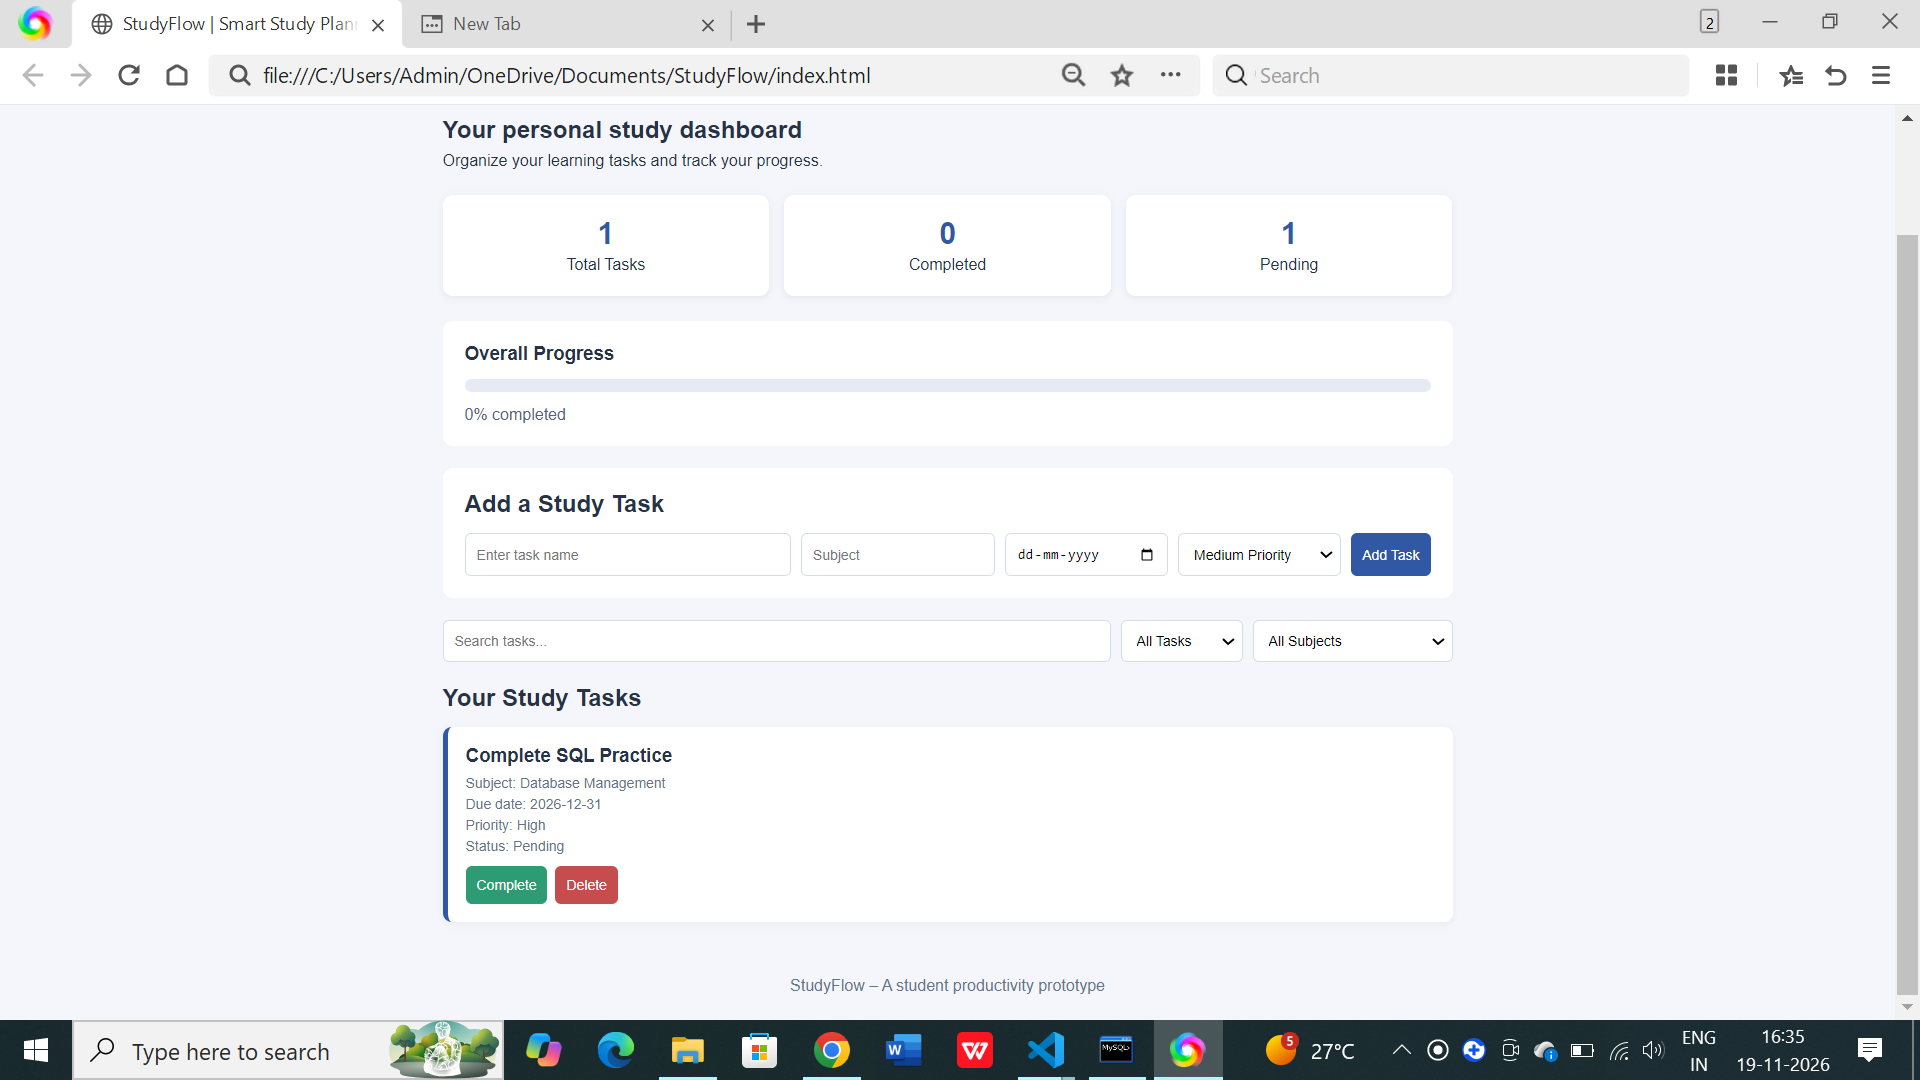 StudyFlow | Smart Study Plann
New Tab
2
file:///C:/Users/Admin/OneDrive/Documents/StudyFlow/index.html
Search
Your personal study dashboard
Organize your learning tasks and track your progress.
1
Total Tasks
0
Completed
1
Pending
Overall Progress
0% completed
Add a Study Task
Enter task name
Subject
dd-mm-yyyy
Medium Priority
Add Task
Search tasks...
All Tasks
All Subjects
Your Study Tasks
Complete SQL Practice
Subject: Database Management
Due date: 2026-12-31
Priority: High
Status: Pending
Complete
Delete
StudyFlow – A student productivity prototype
Type here to search
W
W
MySQL>
5
27°C
ENG
IN
16:35
19-11-2026